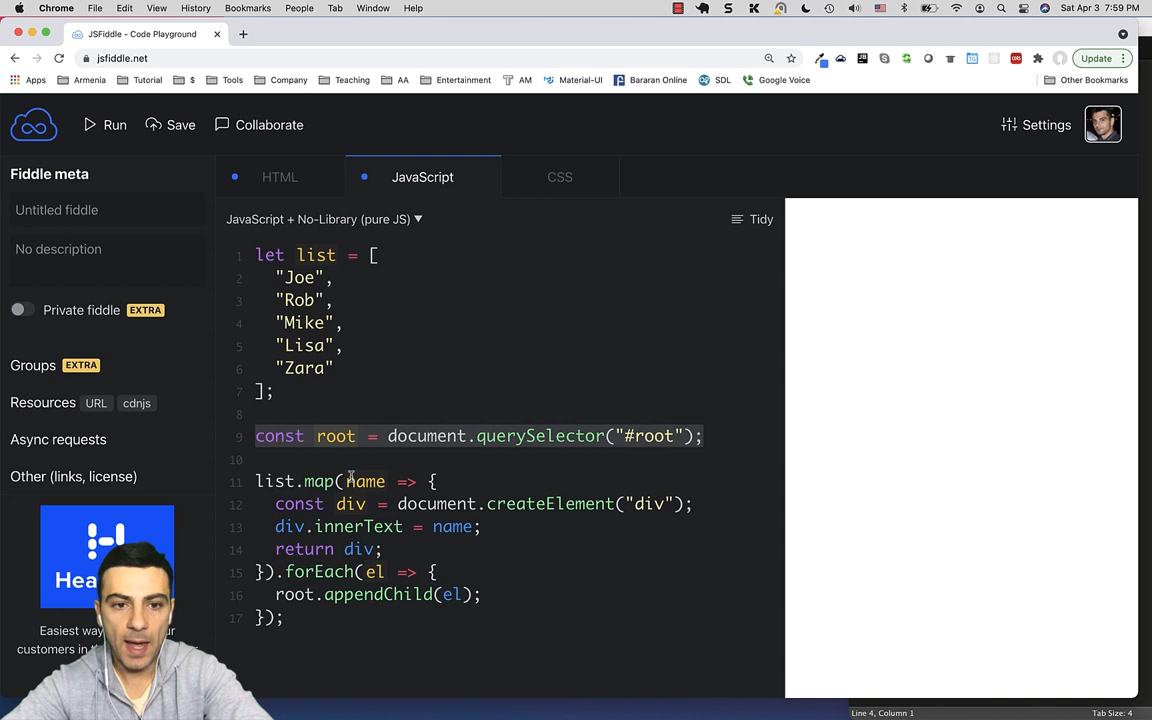 Chrome File Edit View History Bookmarks People Tab Window Help Sat Apr 3 7:59 PM
JSFiddle - Code Playground
jsfiddle.net Update
Apps Armenia Tutorial $ Tools Company Teaching AA Entertainment AM Material-UI Bararan Online SDL Google Voice Other Bookmarks
Run Save Collaborate Settings
Fiddle meta
Untitled fiddle
No description
Private fiddle EXTRA
Groups EXTRA
Resources URL cdnjs
Async requests
Other (links, license)
Hea
Easiest way ur
customers in
HTML JavaScript CSS
JavaScript + No-Library (pure JS) Tidy
1 let list = [
2 "Joe",
3 "Rob",
4 "Mike",
5 "Lisa",
6 "Zara"
7 ];
8
9 const root = document.querySelector("#root");
10
11 list.map(name => {
12 const div = document.createElement("div");
13 div.innerText = name;
14 return div;
15 }).forEach(el => {
16 root.appendChild(el);
17 });
Line 4, Column 1 Tab Size: 4